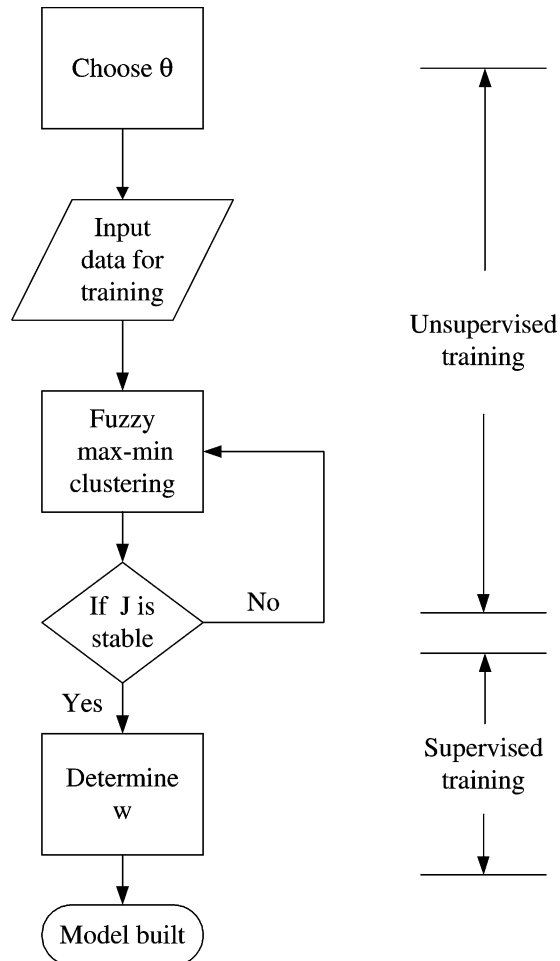 Choose θ
Input
data for
training
Fuzzy
max-min
clustering
If J is
stable
No
Yes
Determine
w
Model built
Unsupervised
training
Supervised
training